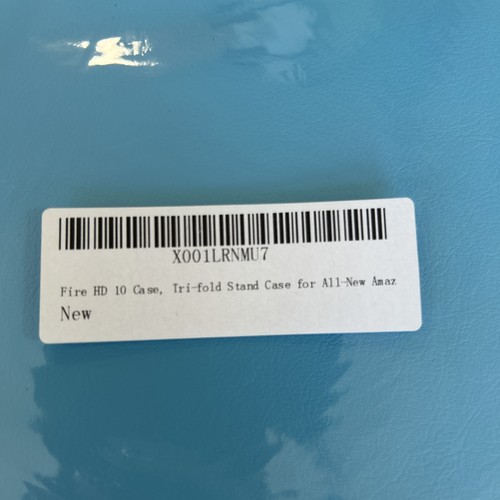 X001LRNMU7
Fire HD 10 Case, Tri-fold Stand Case for All-New Amaz
New